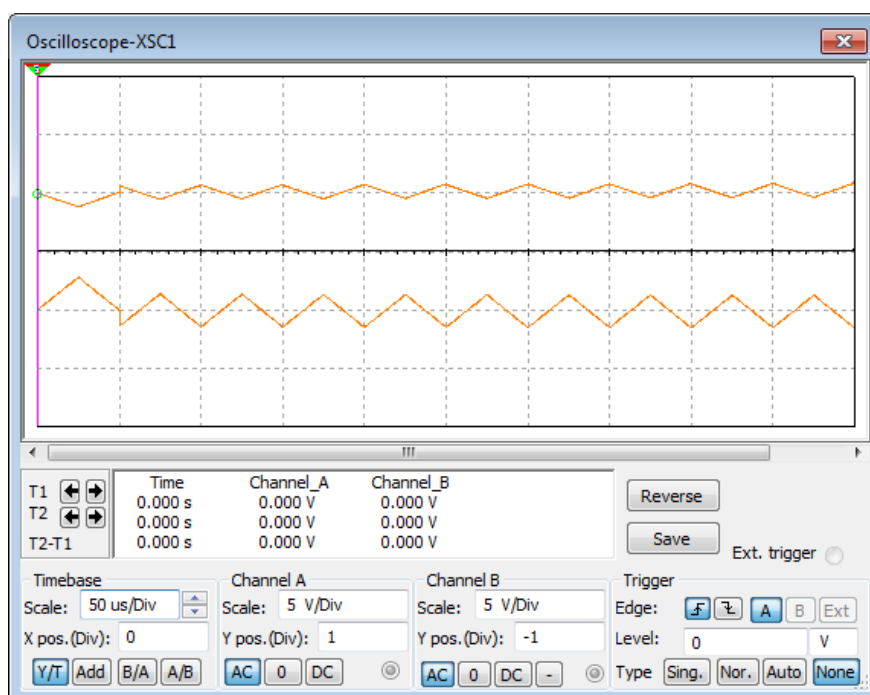 Oscilloscope-XSC1
Time Channel_A Channel_B
T1 0.000 s 0.000 V 0.000 V
T2 0.000 s 0.000 V 0.000 V
T2-T1 0.000 s 0.000 V 0.000 V
Reverse
Save
Ext. trigger
Timebase
Scale: 50 us/Div
X pos.(Div): 0
Y/T Add B/A A/B
Channel A
Scale: 5 V/Div
Y pos.(Div): 1
AC 0 DC
Channel B
Scale: 5 V/Div
Y pos.(Div): -1
AC 0 DC -
Trigger
Edge: A B Ext
Level: 0 V
Type Sing. Nor. Auto None